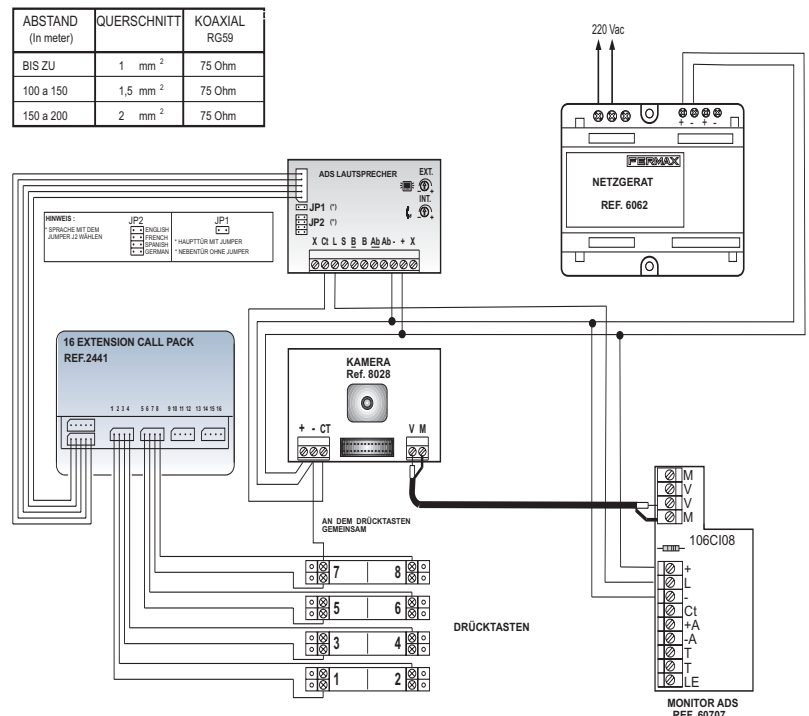 ABSTAND QUERSCHNITT KOAXIAL
(In meter) RG59
BIS ZU 1 mm 2 75 Ohm
100 a 150 1,5 mm 2 75 Ohm
150 a 200 2 mm 2 75 Ohm
220 Vac
+ - + -
FERMAX
NETZGERAT
REF. 6062
ADS LAUTSPRECHER EXT.
INT.
JP1 (*)
JP2 (*)
X Ct L S B B Ab Ab - + X
HINWEIS :
* SPRACHE MIT DEM
JUMPER J2 WÄHLEN
JP2
ENGLISH
FRENCH
SPANISH
GERMAN
JP1
* HAUPTTÜR MIT JUMPER
* NEBENTÜR OHNE JUMPER
16 EXTENSION CALL PACK
REF.2441
1 2 3 4 5 6 7 8 9 10 11 12 13 14 15 16
KAMERA
Ref. 8028
+ - CT V M
AN DEM DRÜCKTASTEN
GEMEINSAM
7 8
5 6
3 4
1 2
DRÜCKTASTEN
M
V
V
M
106CI08
+
L
-
Ct
+A
-A
T
T
LE
MONITOR ADS
REF. 60707